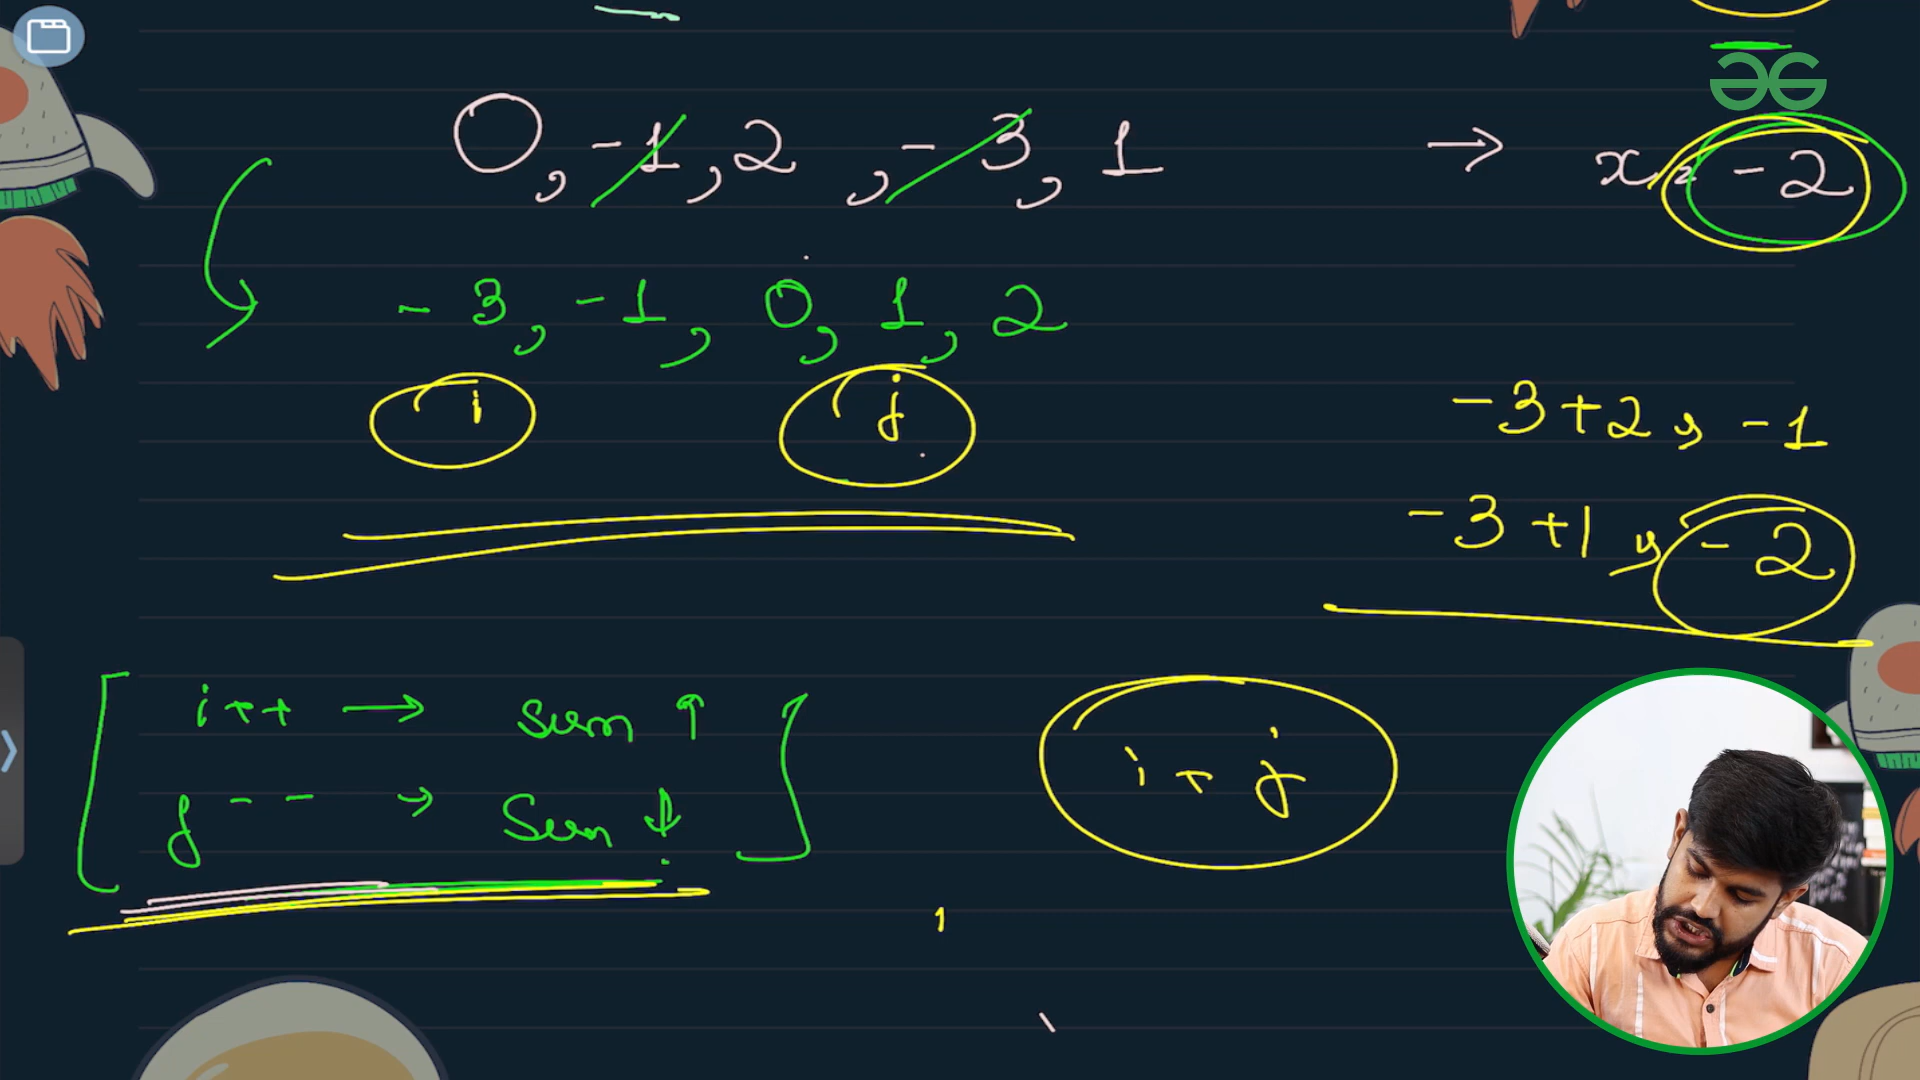 0, -1, 2, -3, 1 → x = -2
-3, -1, 0, 1, 2
i j
-3+2 = -1
-3+1 = -2
i++ → sum ↑
j-- → sum ↓
i + j
1